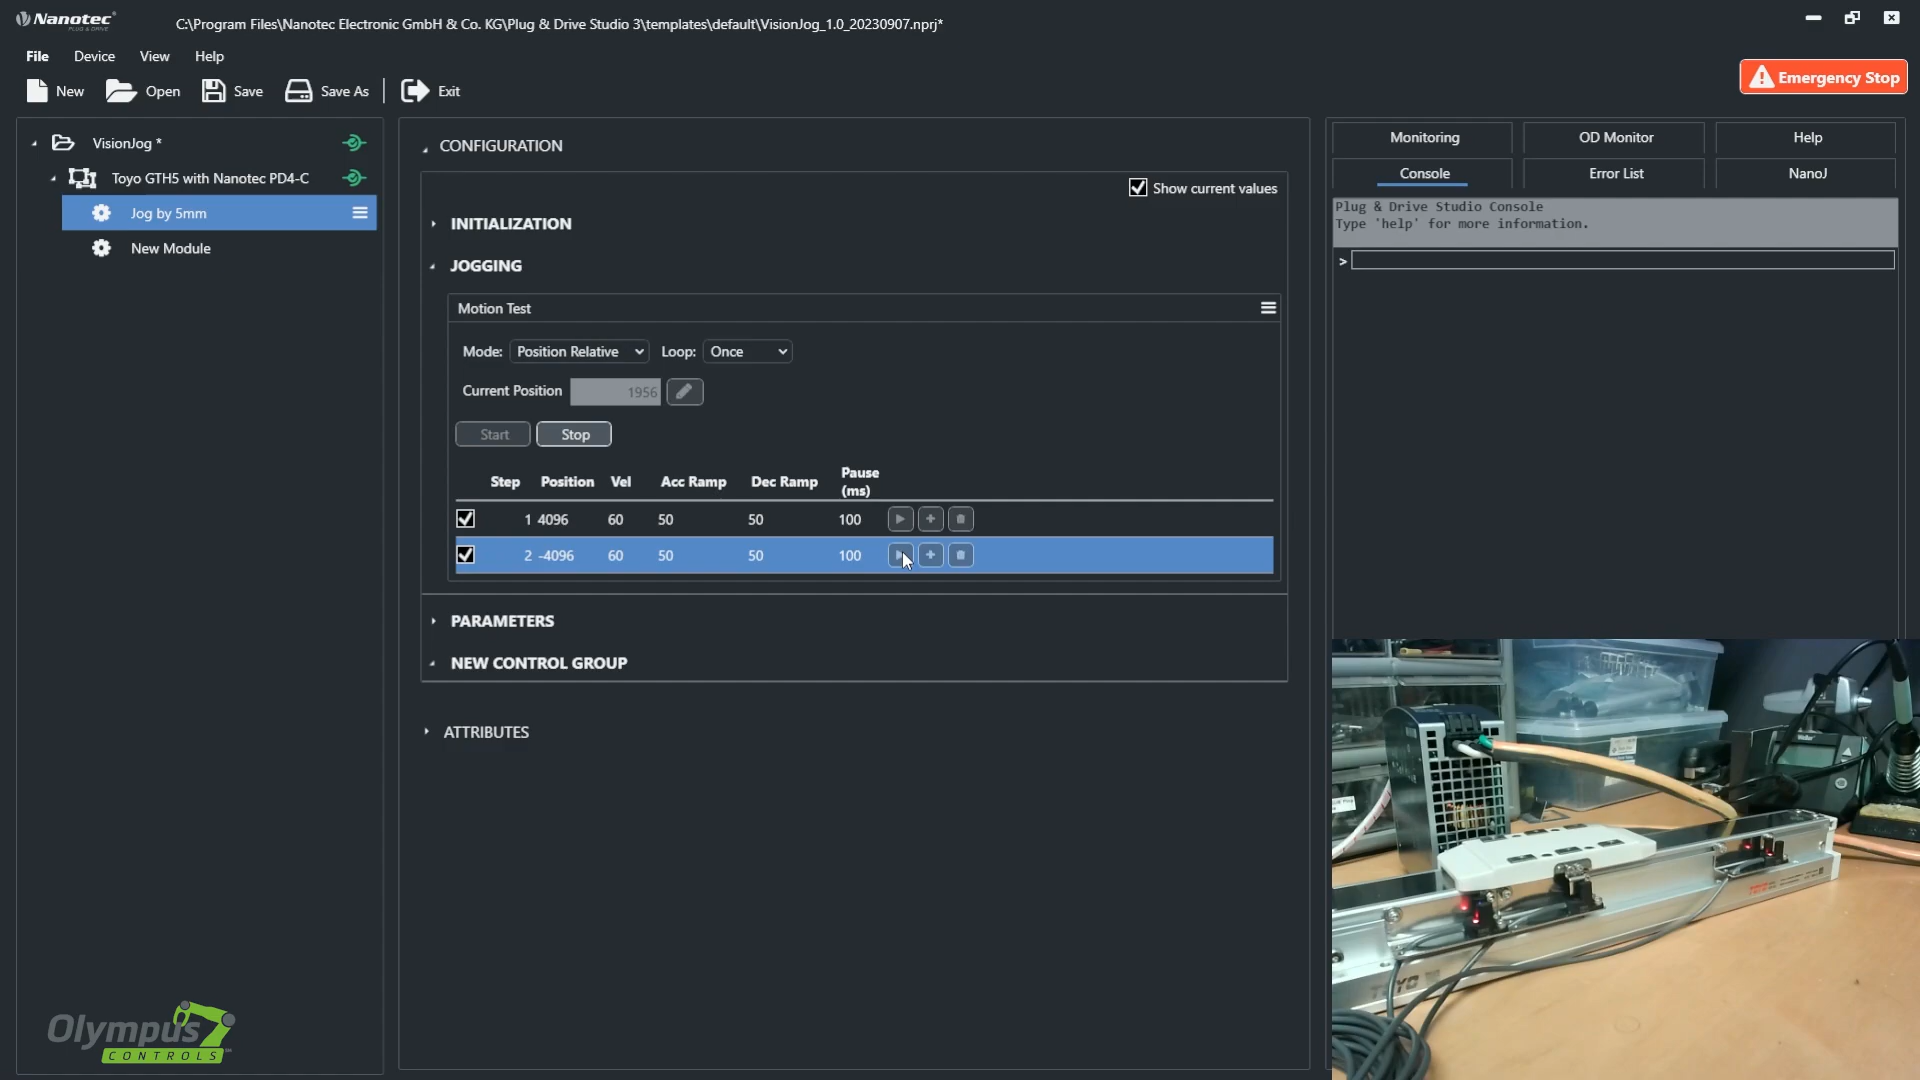 Nanotec
PLUG & DRIVE
C:\Program Files\Nanotec Electronic GmbH & Co. KG\Plug & Drive Studio 3\templates\default\VisionJog_1.0_20230907.nprj*
File Device View Help
New Open Save Save As Exit
Emergency Stop
VisionJog *
Toyo GTH5 with Nanotec PD4-C
Jog by 5mm
New Module
CONFIGURATION
Show current values
INITIALIZATION
JOGGING
Motion Test
Mode: Position Relative Loop: Once
Current Position 1956
Start Stop
Step Position Vel Acc Ramp Dec Ramp Pause (ms)
1 4096 60 50 50 100
2 -4096 60 50 50 100
PARAMETERS
NEW CONTROL GROUP
ATTRIBUTES
Monitoring OD Monitor Help
Console Error List NanoJ
Plug & Drive Studio Console
Type 'help' for more information.
>
TOYO
Olympus
CONTROLS